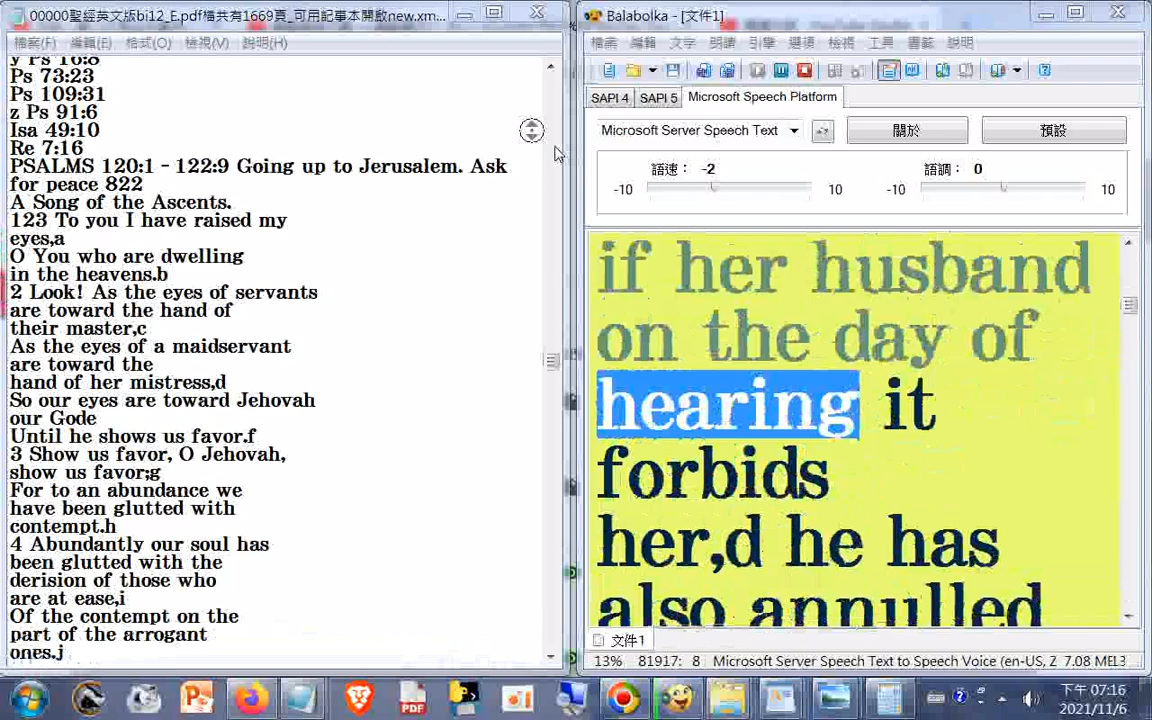 00000聖經英文版bi12_E.pdf檔共有1669頁_可用記事本開啟new.xm...
檔案(F) 編輯(E) 格式(O) 檢視(V) 說明(H)
y Ps 16:8
Ps 73:23
Ps 109:31
z Ps 91:6
Isa 49:10
Re 7:16
PSALMS 120:1 - 122:9 Going up to Jerusalem. Ask
for peace 822
A Song of the Ascents.
123 To you I have raised my
eyes,a
O You who are dwelling
in the heavens.b
2 Look! As the eyes of servants
are toward the hand of
their master,c
As the eyes of a maidservant
are toward the
hand of her mistress,d
So our eyes are toward Jehovah
our Gode
Until he shows us favor.f
3 Show us favor, O Jehovah,
show us favor;g
For to an abundance we
have been glutted with
contempt.h
4 Abundantly our soul has
been glutted with the
derision of those who
are at ease,i
Of the contempt on the
part of the arrogant
ones.j
Balabolka - [文件1]
檔案 編輯 文字 朗讀 引擎 選項 檢視 工具 書籤 說明
SAPI 4 SAPI 5 Microsoft Speech Platform
Microsoft Server Speech Text 關於 預設
語速： -2 語調： 0
-10 10 -10 10
if her husband
on the day of
hearing it
forbids
her,d he has
also annulled
文件1
13% 81917: 8 Microsoft Server Speech Text to Speech Voice (en-US, Z 7.08 МБ
PDF
下午 07:16
2021/11/6